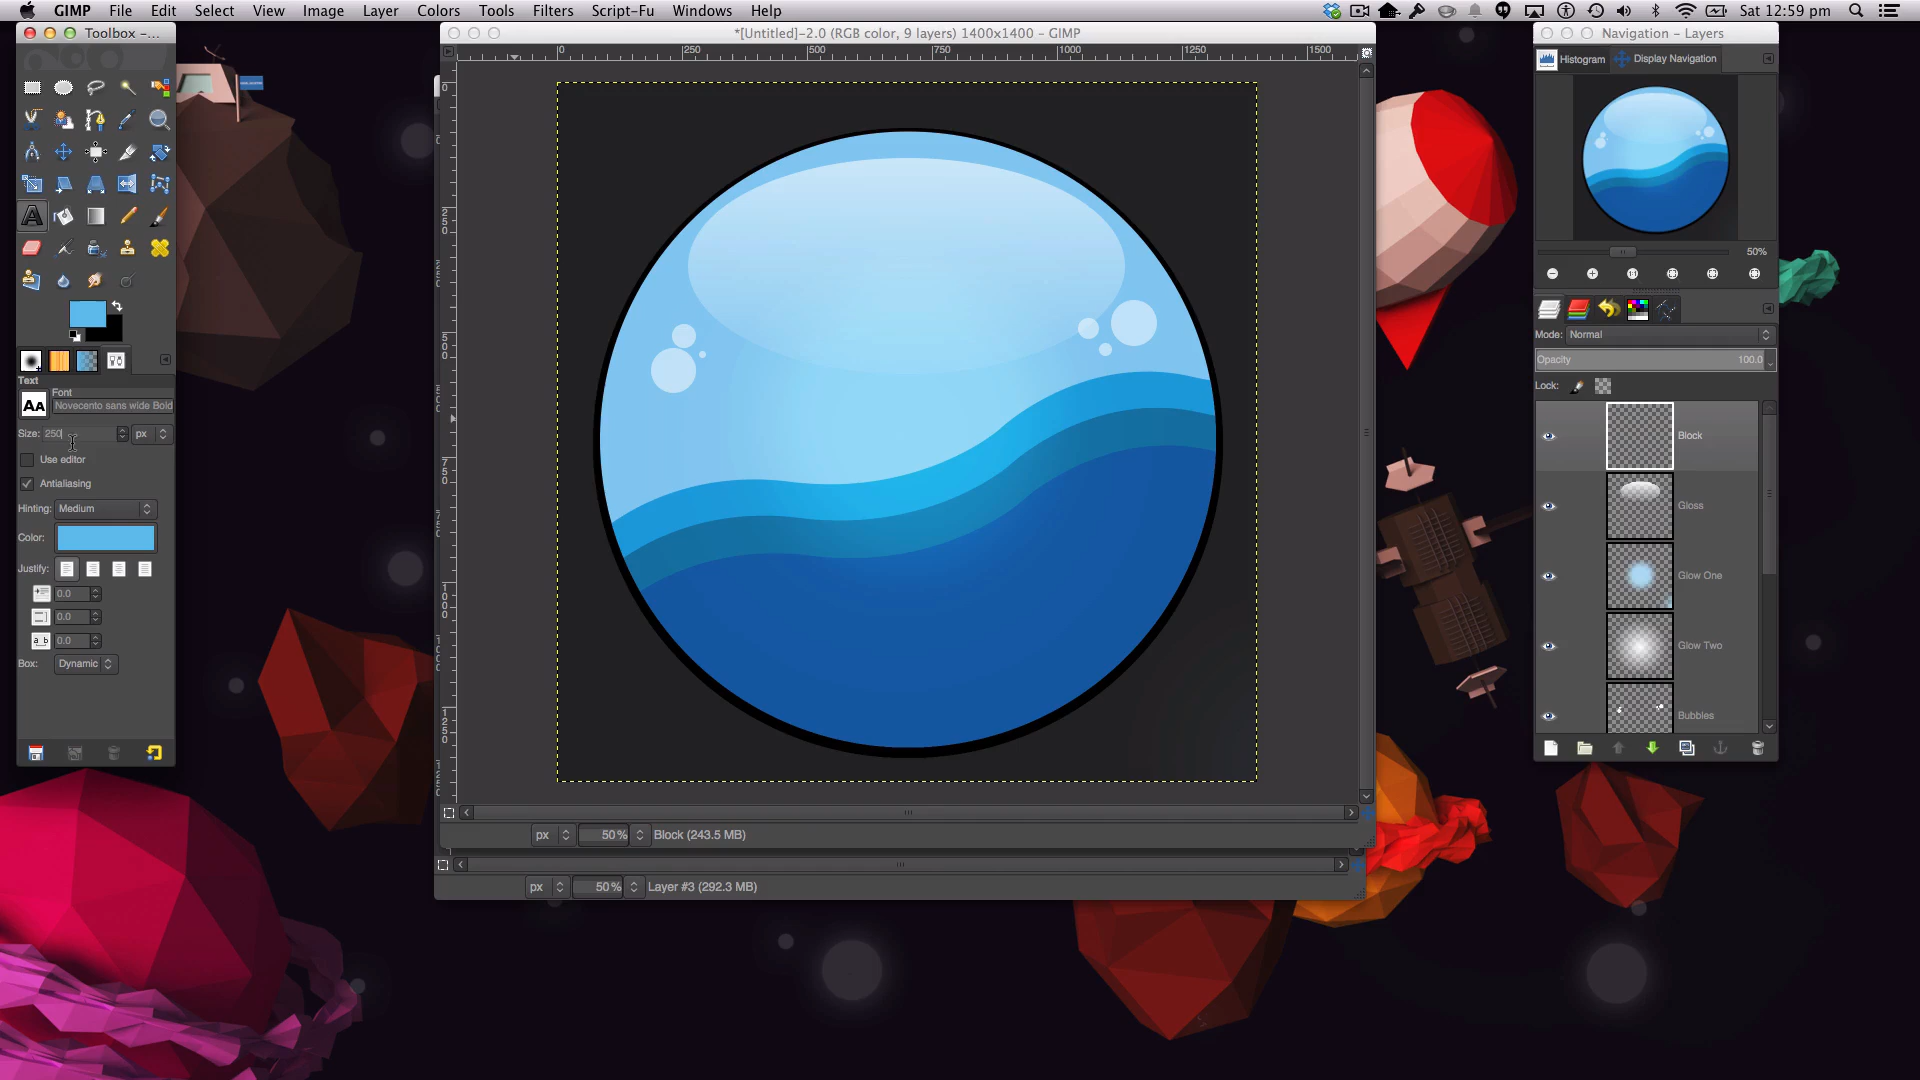 GIMP File Edit Select View Image Layer Colors Tools Filters Script-Fu Windows Help
Sat 12:59 pm
Toolbox –...
*[Untitled]-2.0 (RGB color, 9 layers) 1400x1400 – GIMP
Navigation – Layers
0 250 500 750 1000 1250 1500
Histogram Display Navigation
50%
Mode: Normal
Opacity 100.0
Lock:
Text
Font
AA Novecento sans wide Bold
Size: 250 px
Use editor
Antialiasing
Hinting: Medium
Color:
Justify:
0.0
0.0
a b 0.0
Box: Dynamic
Block
Gloss
Glow One
Glow Two
Bubbles
px 50% Block (243.5 MB)
px 50% Layer #3 (292.3 MB)